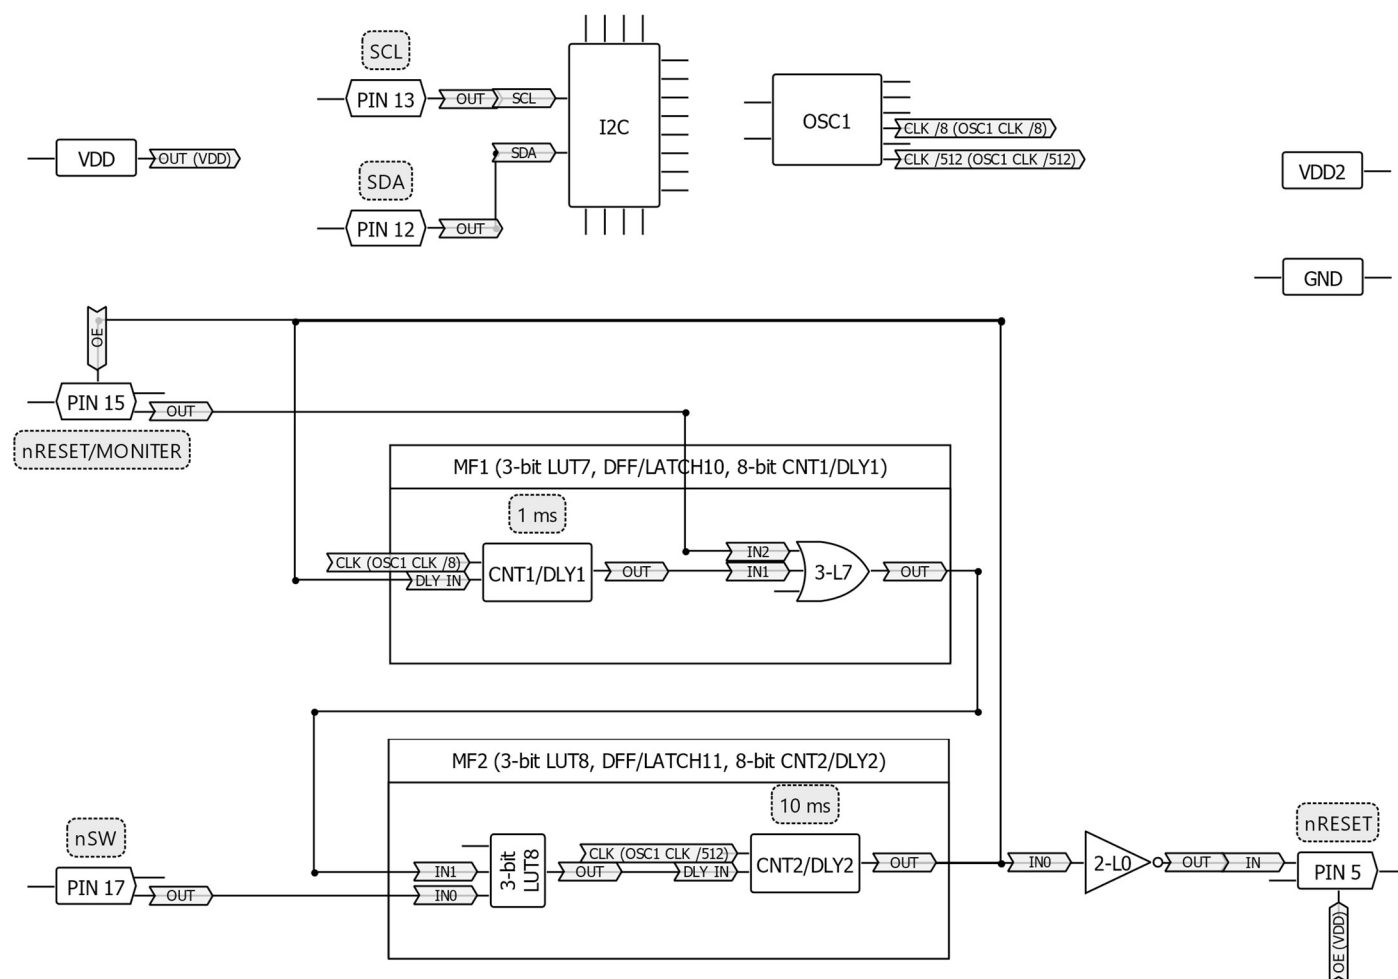 SCL
PIN 13
OUT
SCL
I2C
OSC1
CLK /8 (OSC1 CLK /8)
CLK /512 (OSC1 CLK /512)
VDD
OUT (VDD)
SDA
SDA
PIN 12
OUT
VDD2
GND
OE
PIN 15
OUT
nRESET/MONITER
MF1 (3-bit LUT7, DFF/LATCH10, 8-bit CNT1/DLY1)
1 ms
CLK (OSC1 CLK /8)
DLY IN
CNT1/DLY1
OUT
IN2
IN1
3-L7
OUT
MF2 (3-bit LUT8, DFF/LATCH11, 8-bit CNT2/DLY2)
10 ms
nSW
PIN 17
OUT
IN1
IN0
3-bit
LUT8
OUT
CLK (OSC1 CLK /512)
DLY IN
CNT2/DLY2
OUT
IN0
2-L0
OUT
IN
nRESET
PIN 5
OE (VDD)